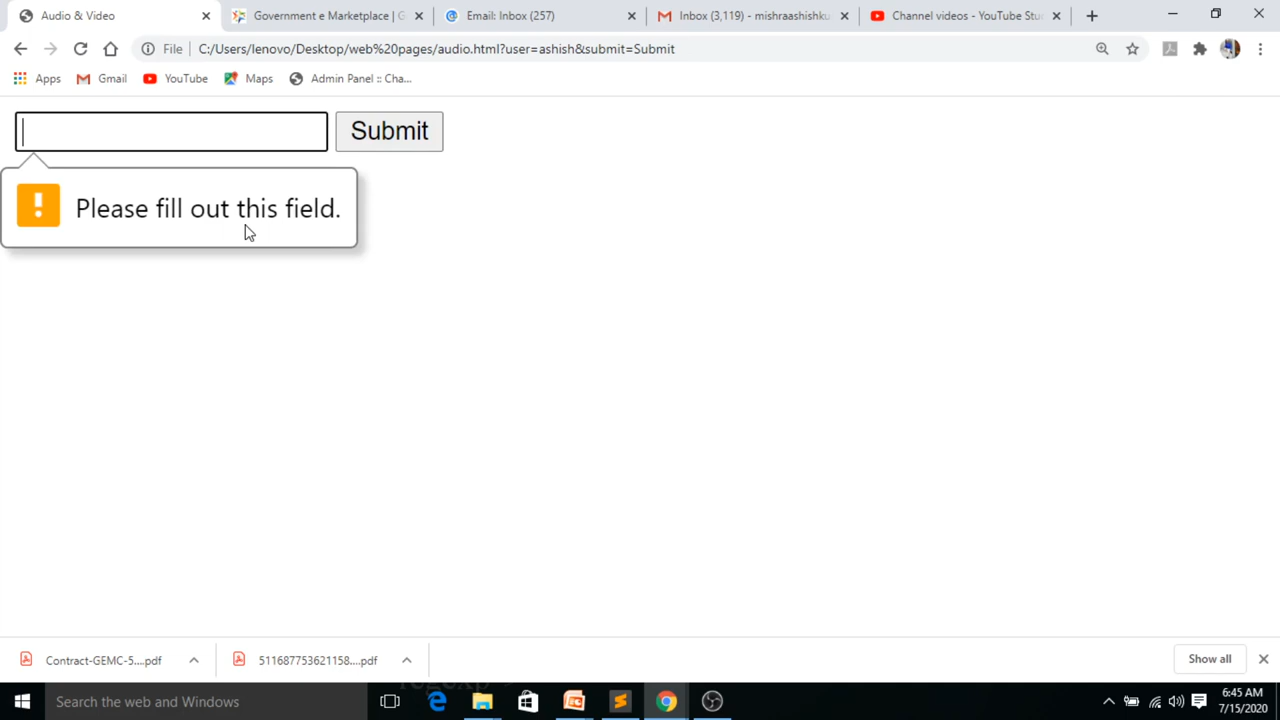 Audio & Video
Government e Marketplace | G
Email: Inbox (257)
Inbox (3,119) - mishraashishku
Channel videos - YouTube Stu
File
C:/Users/lenovo/Desktop/web%20pages/audio.html?user=ashish&submit=Submit
Apps
Gmail
YouTube
Maps
Admin Panel :: Cha...
Submit
Please fill out this field.
Contract-GEMC-5....pdf
511687753621158....pdf
Show all
regexp
Search the web and Windows
6:45 AM
7/15/2020